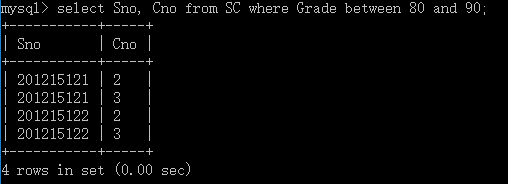 mysql> select Sno, Cno from SC where Grade between 80 and 90;
+-----------+-----+
| Sno       | Cno |
+-----------+-----+
| 201215121 | 2   |
| 201215121 | 3   |
| 201215122 | 2   |
| 201215122 | 3   |
+-----------+-----+
4 rows in set (0.00 sec)